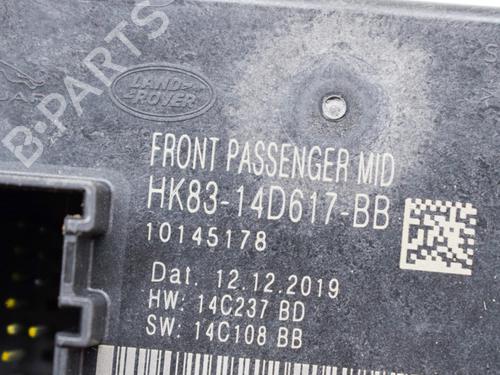 B-PARTS
LAND-
ROVER
FRONT PASSENGER MID
HK83-14D617-BB
10145178
Dat. 12.12.2019
HW: 14C237 BD
SW: 14C108 BB